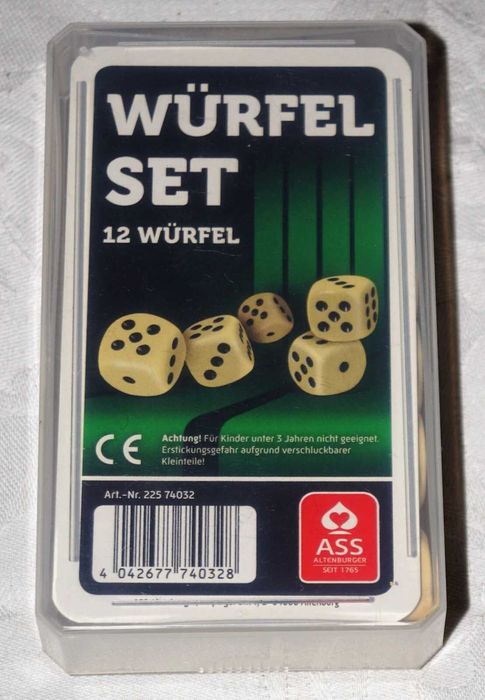 WÜRFEL
SET
12 WÜRFEL
CE
Achtung! Für Kinder unter 3 Jahren nicht geeignet.
Erstickungsgefahr aufgrund verschluckbarer
Kleinteile!
Art.-Nr. 225 74032
4 042677 740328
ASS
ALTENBURGER
SEIT 1765